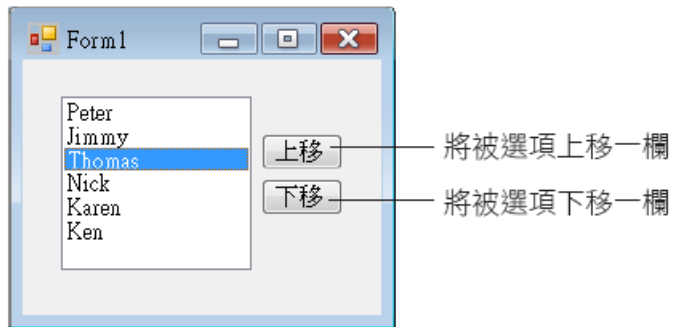 Form1
Peter
Jimmy
Thomas
Nick
Karen
Ken
上移
將被選項上移一欄
下移
將被選項下移一欄